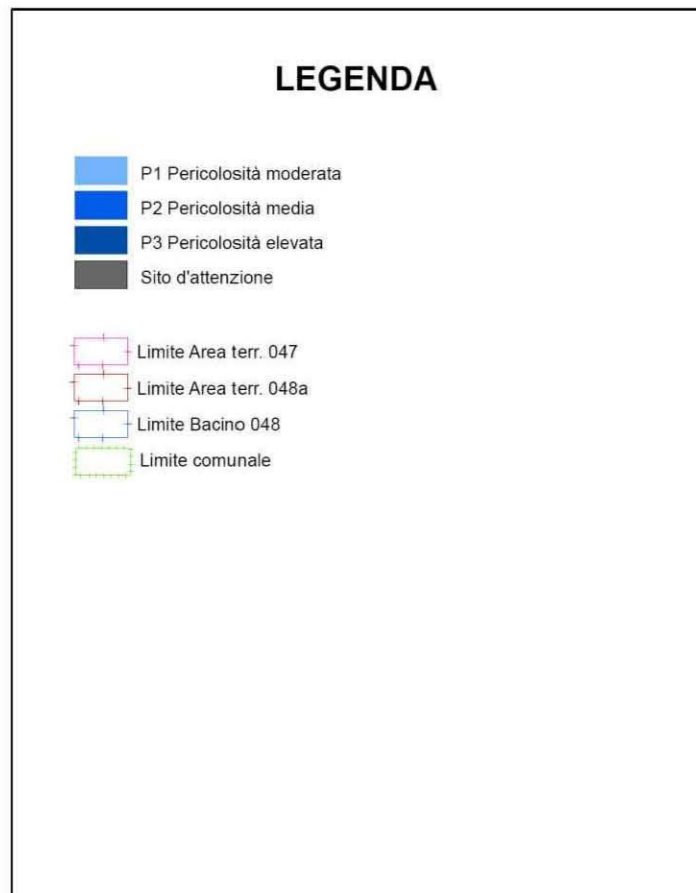 LEGENDA
P1 Pericolosità moderata
P2 Pericolosità media
P3 Pericolosità elevata
Sito d'attenzione
Limite Area terr. 047
Limite Area terr. 048a
Limite Bacino 048
Limite comunale